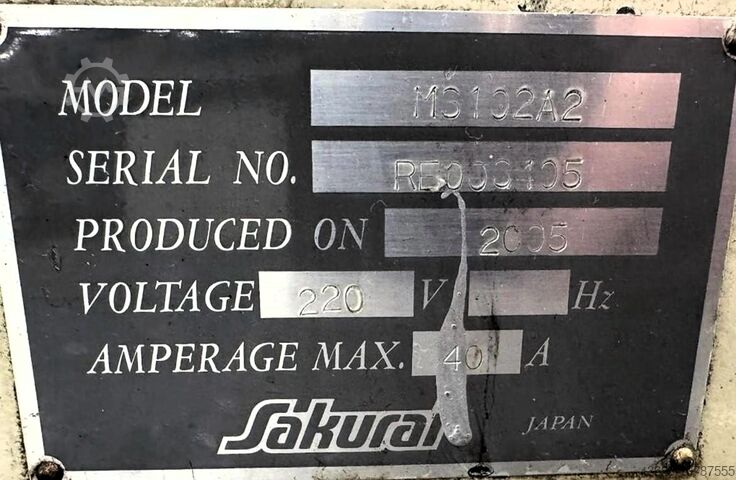 MODEL MS102A2
SERIAL NO.
PRODUCED ON 2005
VOLTAGE 220 V Hz
AMPERAGE MAX. 40 A
Sakurai JAPAN